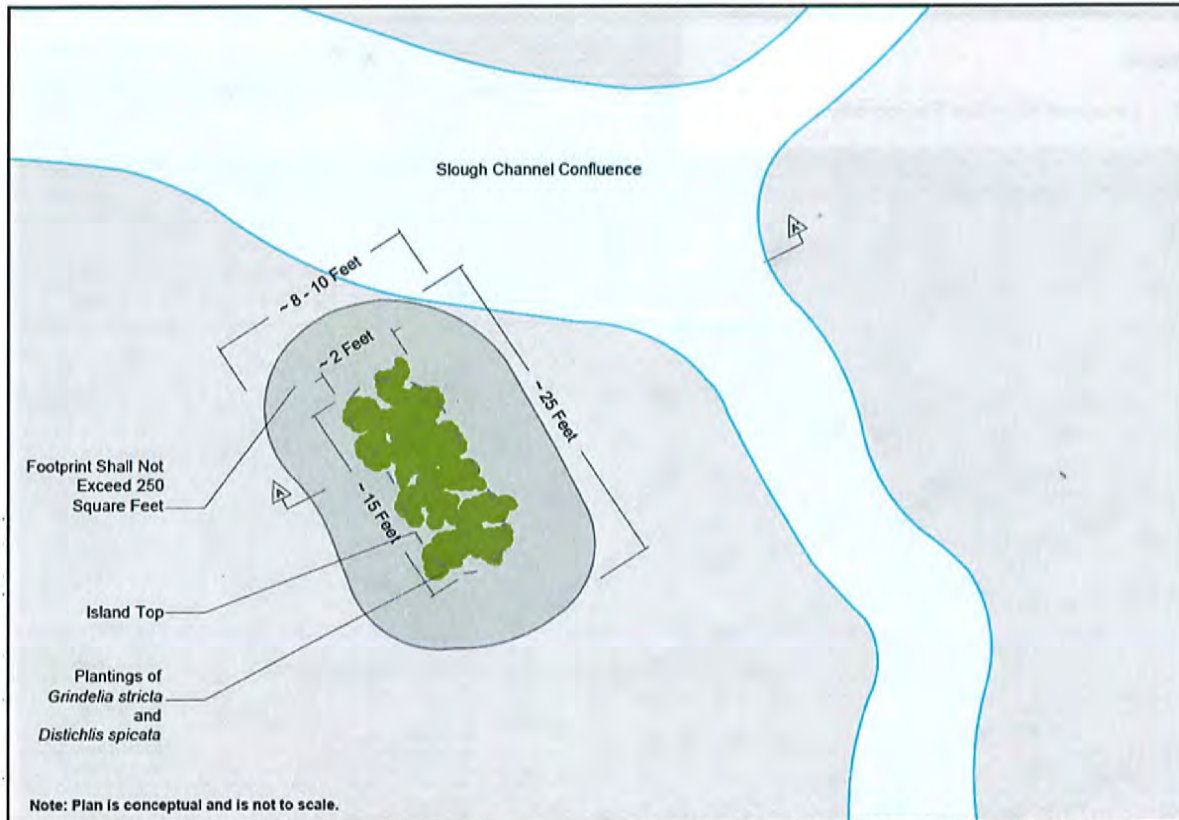 Slough Channel Confluence
A'
~ 8 - 10 Feet
~ 2 Feet
~ 25 Feet
Footprint Shall Not
Exceed 250
Square Feet
A
~ 15 Feet
Island Top
Plantings of
Grindelia stricta
and
Distichlis spicata
Note: Plan is conceptual and is not to scale.